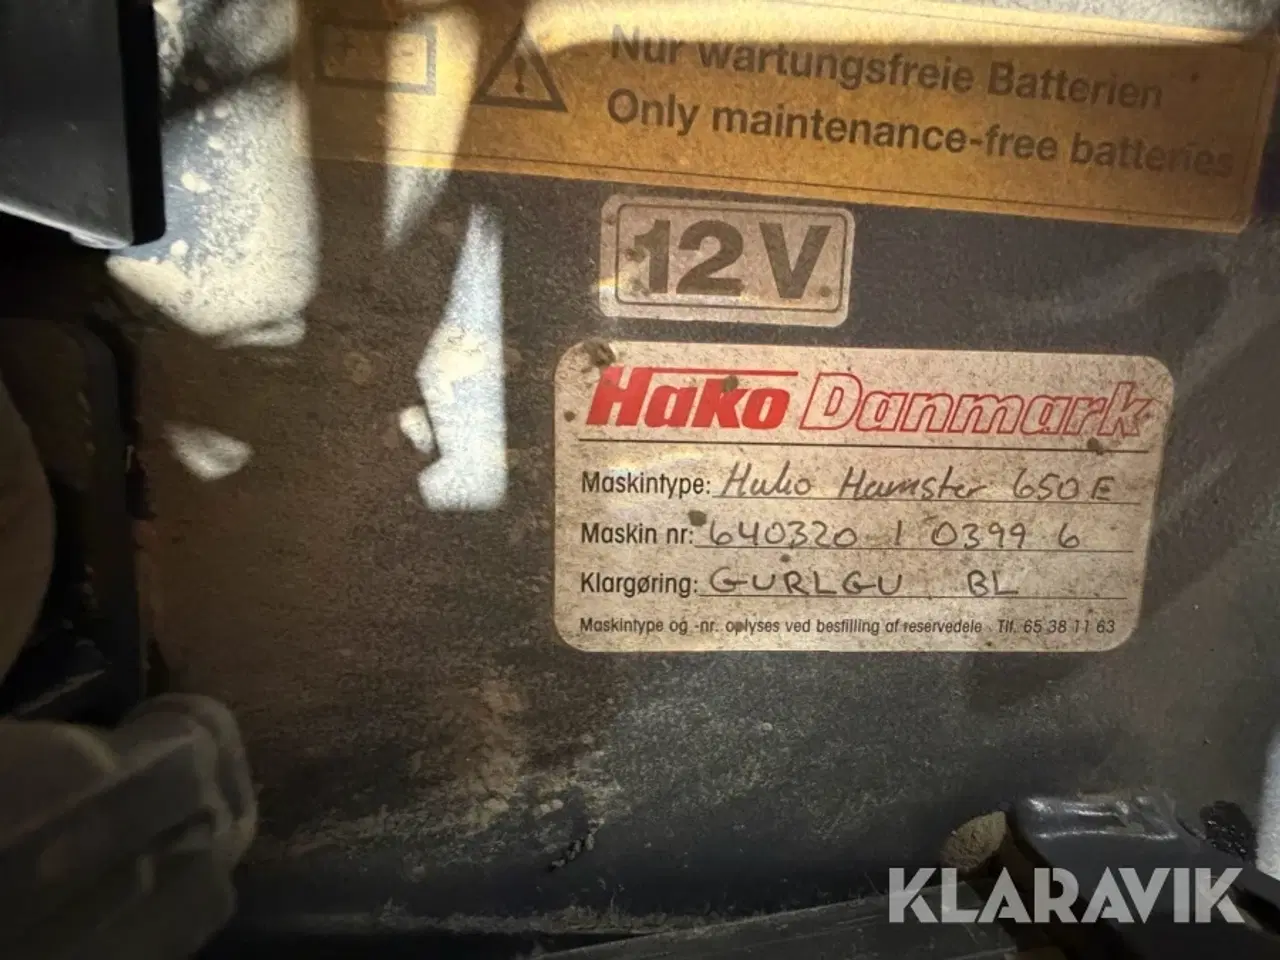 + -
Nur wartungsfreie Batterien
Only maintenance-free batteries
12V
Hako Danmark
Maskintype: Hako Hamster 650E
Maskin nr: 640320 1 0399 6
Klargøring: GURLGU BL
Maskintype og -nr. oplyses ved bestilling af reservedele Tlf. 65 38 11 63
KLARAVIK